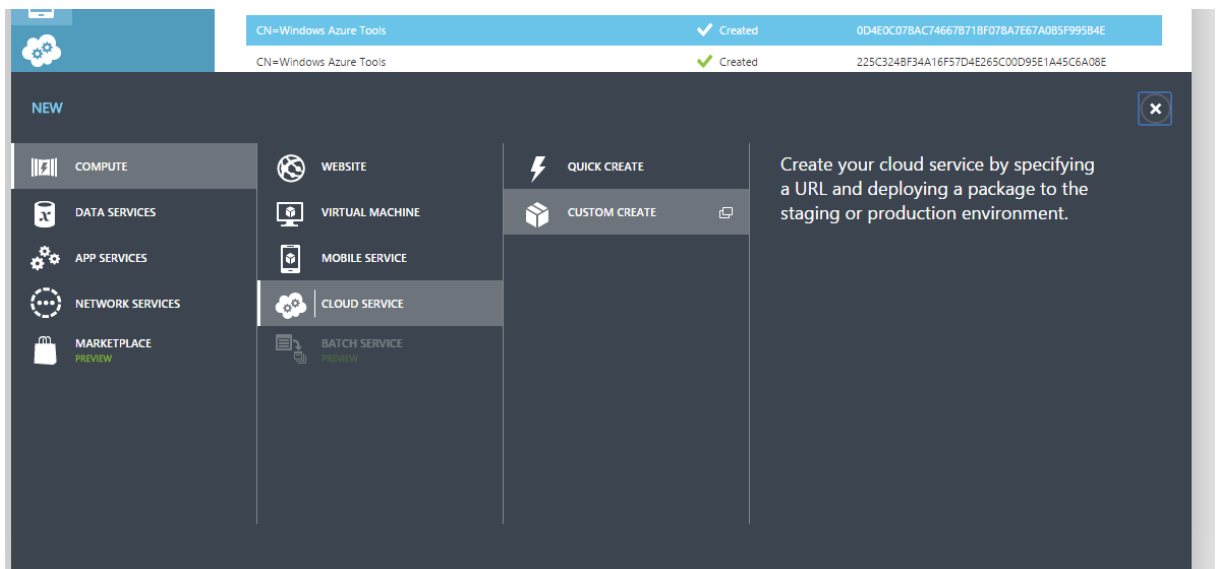 CN=Windows Azure Tools Created 0D4E0C07BAC74667B71BF078A7E67A0B5F995B4E
CN=Windows Azure Tools Created 225C324BF34A16F57D4E265C00D95E1A45C6A08E
NEW
COMPUTE
DATA SERVICES
APP SERVICES
NETWORK SERVICES
MARKETPLACE
PREVIEW
WEBSITE
VIRTUAL MACHINE
MOBILE SERVICE
CLOUD SERVICE
BATCH SERVICE
PREVIEW
QUICK CREATE
CUSTOM CREATE
Create your cloud service by specifying
a URL and deploying a package to the
staging or production environment.